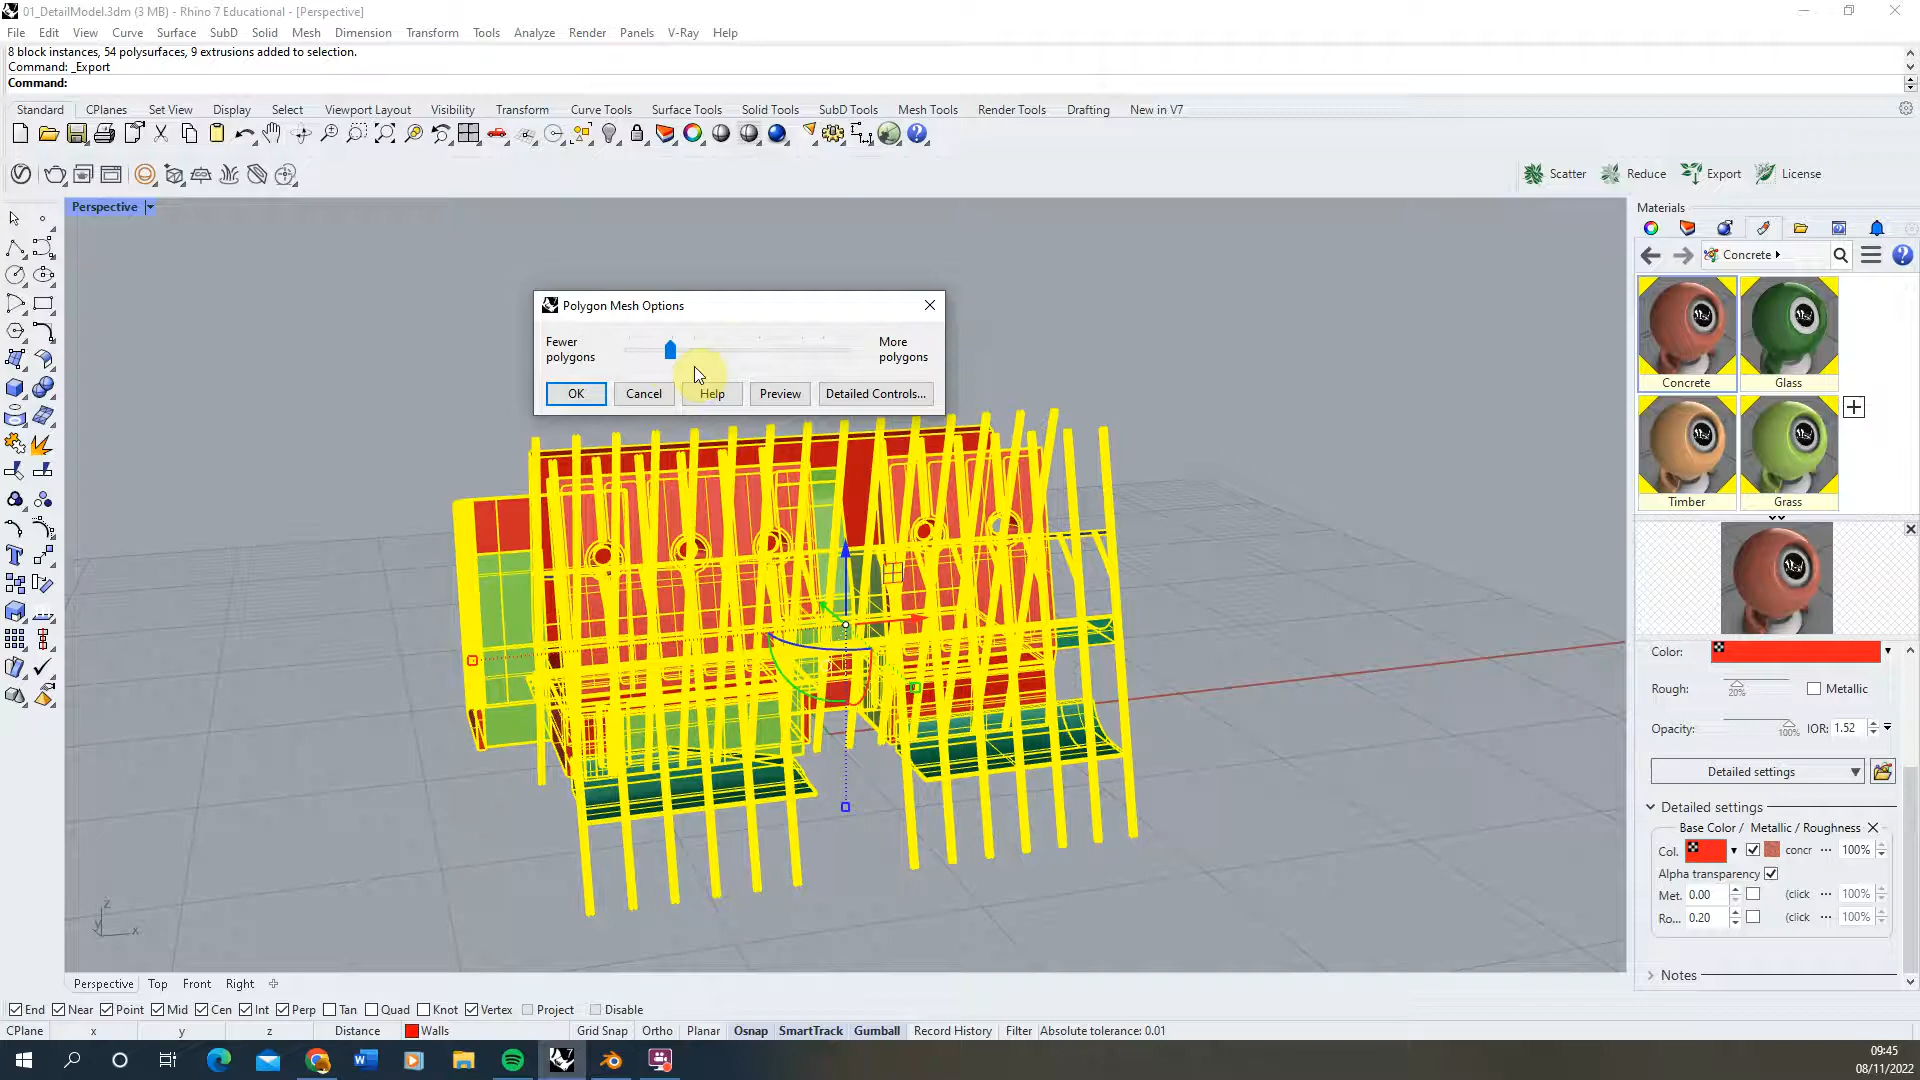 01_DetailModel.3dm (3 MB) - Rhino 7 Educational - [Perspective]
File Edit View Curve Surface SubD Solid Mesh Dimension Transform Tools Analyze Render Panels V-Ray Help
8 block instances, 54 polysurfaces, 9 extrusions added to selection.
Command: _Export
Command:
Standard CPlanes Set View Display Select Viewport Layout Visibility Transform Curve Tools Surface Tools Solid Tools SubD Tools Mesh Tools Render Tools Drafting New in V7
Scatter Reduce Export License
Perspective
Materials
Concrete
Polygon Mesh Options
Fewer polygons
More polygons
OK Cancel Help Preview Detailed Controls...
Concrete Glass
Timber Grass
Color:
Rough: 20% Metallic
Opacity: 100% IOR: 1.52
Detailed settings
Detailed settings
Base Color / Metallic / Roughness
Col. concr ... 100%
Alpha transparency
Met. 0.00 (click ... 100%
Ro... 0.20 (click ... 100%
Notes
z
y
x
Perspective Top Front Right
End Near Point Mid Cen Int Perp Tan Quad Knot Vertex Project Disable
CPlane x y z Distance Walls Grid Snap Ortho Planar Osnap SmartTrack Gumball Record History Filter Absolute tolerance: 0.01
09:45
08/11/2022